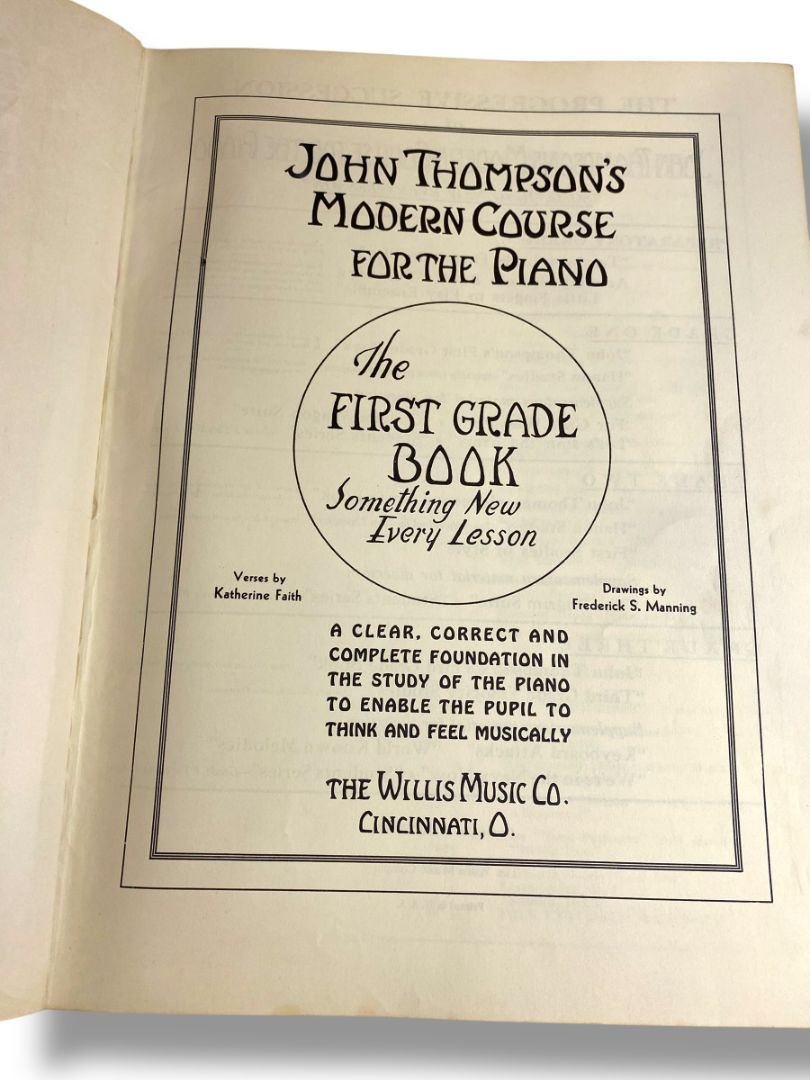 JOHN THOMPSON'S
MODERN COURSE
FOR THE PIANO
The
FIRST GRADE
BOOK
Something New
Every Lesson
Verses by
Katherine Faith
Drawings by
Frederick S. Manning
A CLEAR, CORRECT AND
COMPLETE FOUNDATION IN
THE STUDY OF THE PIANO
TO ENABLE THE PUPIL TO
THINK AND FEEL MUSICALLY
THE WILLIS MUSIC CO.
CINCINNATI, O.